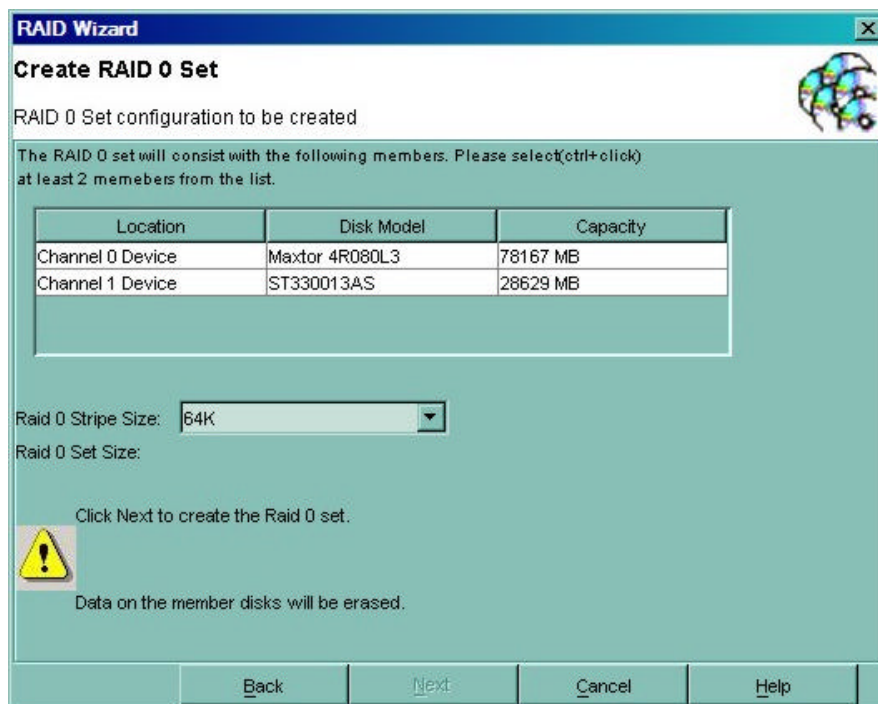 RAID Wizard
Create RAID 0 Set
RAID 0 Set configuration to be created
The RAID 0 set will consist with the following members. Please select(ctrl+click)
at least 2 memebers from the list.
Location Disk Model Capacity
Channel 0 Device Maxtor 4R080L3 78167 MB
Channel 1 Device ST330013AS 28629 MB
Raid 0 Stripe Size: 64K
Raid 0 Set Size:
Click Next to create the Raid 0 set.
Data on the member disks will be erased.
Back Next Cancel Help